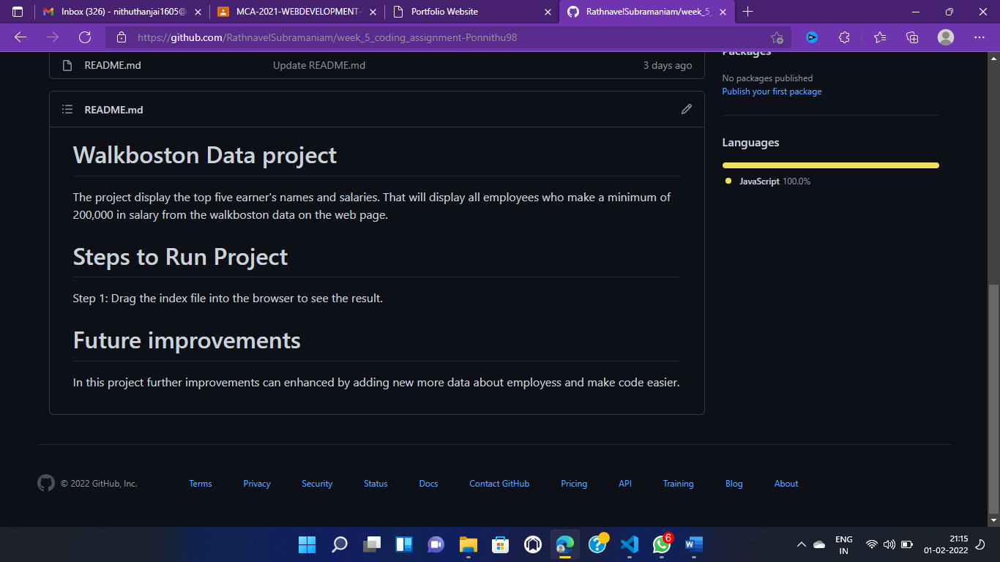 Inbox (326) - nithuthanjai1605@
MCA-2021-WEBDEVELOPMENT-
Portfolio Website
RathnavelSubramaniam/week_5_
https://github.com/RathnavelSubramaniam/week_5_coding_assignment-Ponnithu98
Packages
README.md Update README.md 3 days ago
No packages published
Publish your first package
README.md
Languages
JavaScript 100.0%
Walkboston Data project
The project display the top five earner's names and salaries. That will display all employees who make a minimum of
200,000 in salary from the walkboston data on the web page.
Steps to Run Project
Step 1: Drag the index file into the browser to see the result.
Future improvements
In this project further improvements can enhanced by adding new more data about employess and make code easier.
© 2022 GitHub, Inc. Terms Privacy Security Status Docs Contact GitHub Pricing API Training Blog About
6
ENG
IN
21:15
01-02-2022